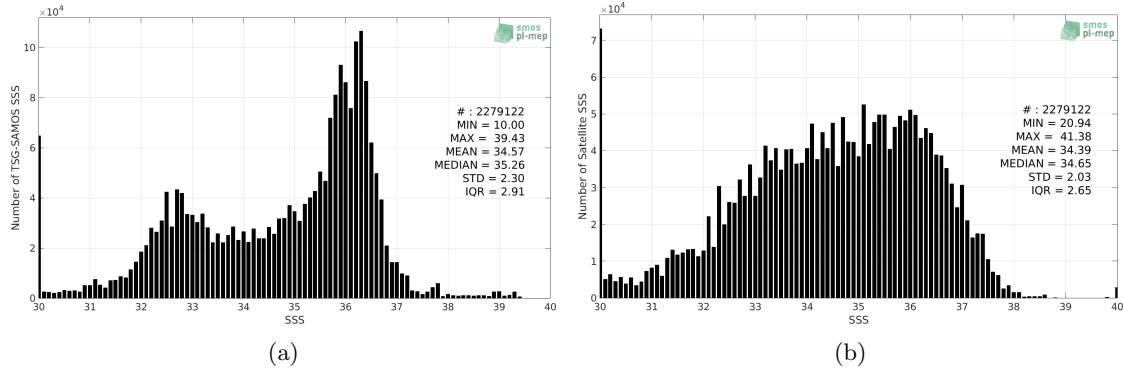 ×10⁴
10
8
6
4
2
0
30 31 32 33 34 35 36 37 38 39 40
SSS
Number of TSG-SAMOS SSS
smos
pi-mep
# : 2279122
MIN = 10.00
MAX = 39.43
MEAN = 34.57
MEDIAN = 35.26
STD = 2.30
IQR = 2.91
(a)
×10⁴
7
6
5
4
3
2
1
0
30 31 32 33 34 35 36 37 38 39 40
SSS
Number of Satellite SSS
smos
pi-mep
# : 2279122
MIN = 20.94
MAX = 41.38
MEAN = 34.39
MEDIAN = 34.65
STD = 2.03
IQR = 2.65
(b)